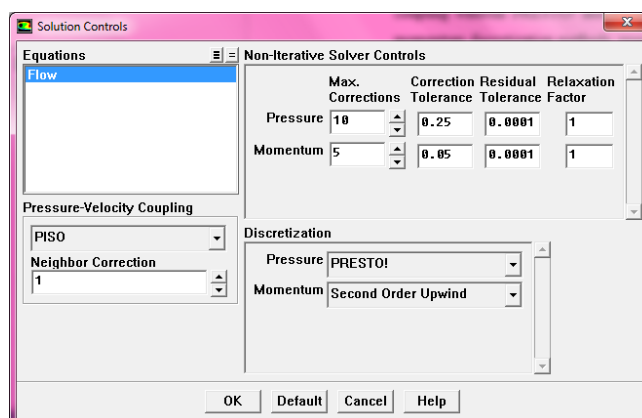 Solution Controls
Equations
Flow
Pressure-Velocity Coupling
PISO
Neighbor Correction
1
Non-Iterative Solver Controls
Max. Corrections Correction Tolerance Residual Tolerance Relaxation Factor
Pressure 10 0.25 0.0001 1
Momentum 5 0.05 0.0001 1
Discretization
Pressure PRESTO!
Momentum Second Order Upwind
OK Default Cancel Help